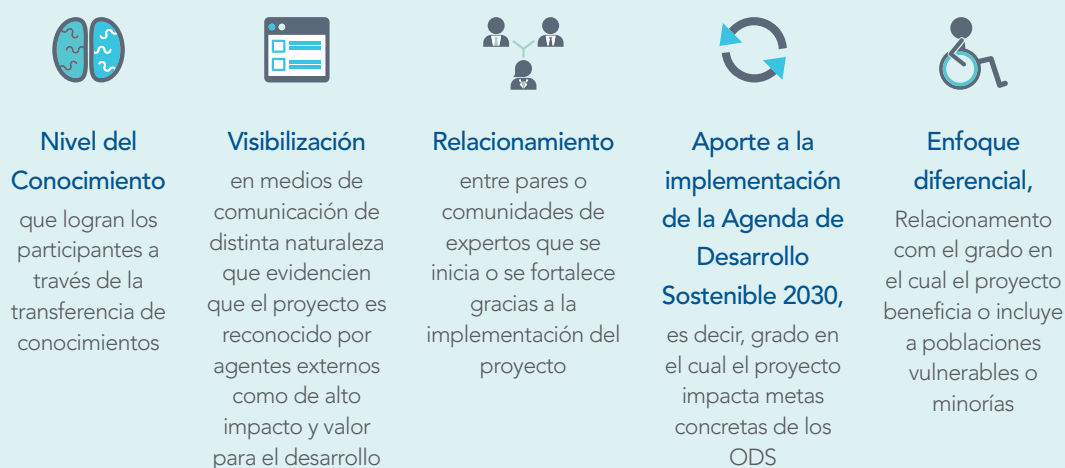 Nivel del
Conocimiento
que logran los
participantes a
través de la
transferencia de
conocimientos
Visibilización
en medios de
comunicación de
distinta naturaleza
que evidencien
que el proyecto es
reconocido por
agentes externos
como de alto
impacto y valor
para el desarrollo
Relacionamiento
entre pares o
comunidades de
expertos que se
inicia o se fortalece
gracias a la
implementación del
proyecto
Aporte a la
implementación
de la Agenda de
Desarrollo
Sostenible 2030,
es decir, grado en
el cual el proyecto
impacta metas
concretas de los
ODS
Enfoque
diferencial,
Relacionamento
com el grado en
el cual el proyecto
beneficia o incluye
a poblaciones
vulnerables o
minorías